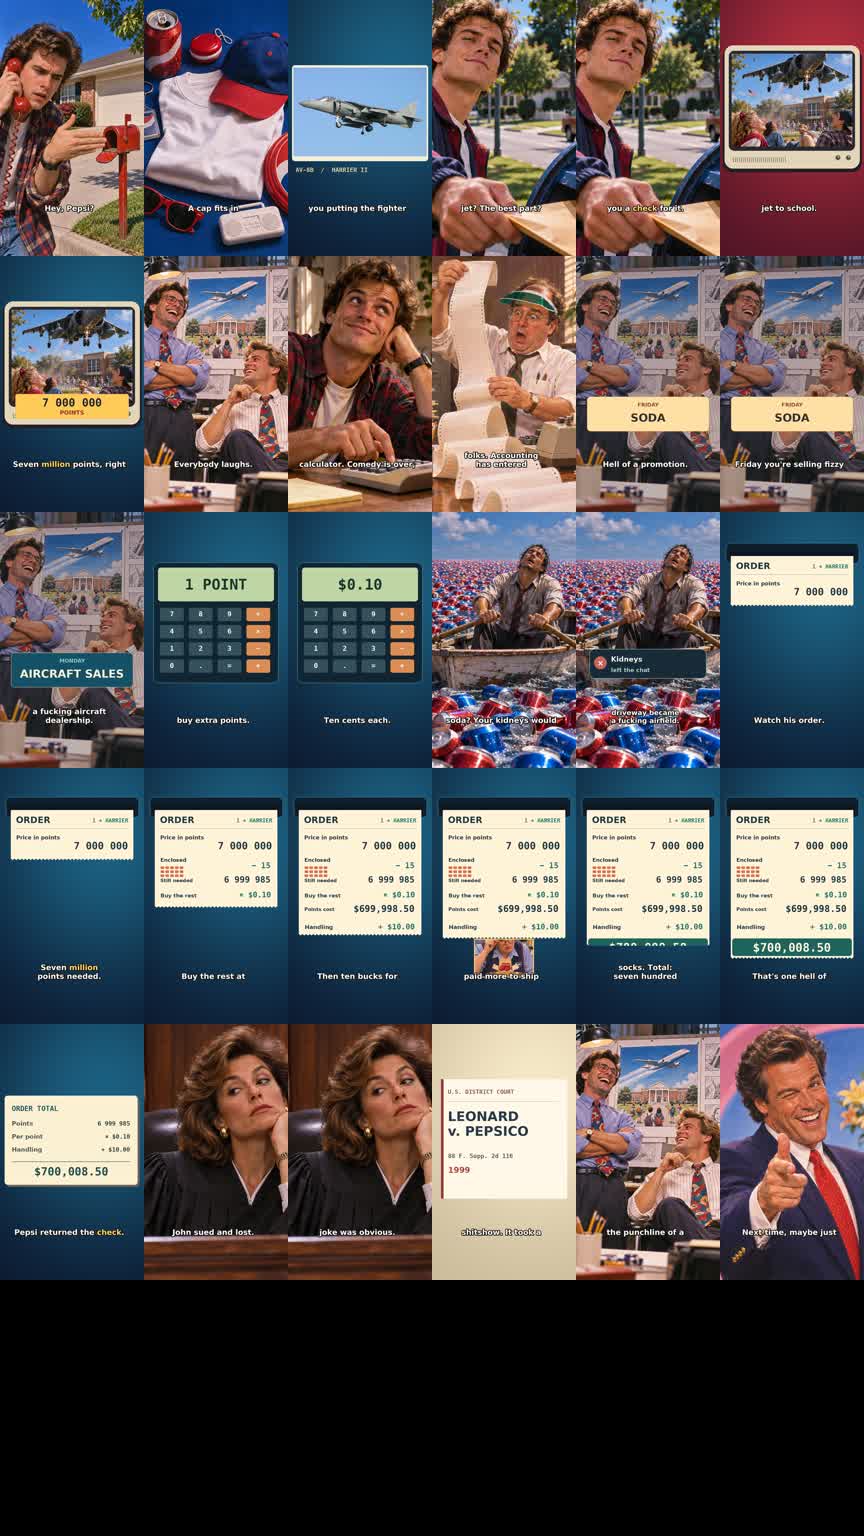 Hey, Pepsi?
A cap fits in
AV-8B / HARRIER II
you putting the fighter
jet? The best part?
you a check for it.
jet to school.
7 000 000
POINTS
Seven million points, right
Everybody laughs.
calculator. Comedy is over,
folks. Accounting
has entered
FRIDAY
SODA
Hell of a promotion.
FRIDAY
SODA
Friday you're selling fizzy
MONDAY
AIRCRAFT SALES
a fucking aircraft
dealership.
1 POINT
7 8 9 +
4 5 6 ×
1 2 3 −
0 . = +
buy extra points.
$0.10
7 8 9 +
4 5 6 ×
1 2 3 −
0 . = +
Ten cents each.
soda? Your kidneys would
Kidneys
left the chat
driveway became
a fucking airfield.
ORDER 1 × HARRIER
Price in points
7 000 000
Watch his order.
ORDER 1 × HARRIER
Price in points
7 000 000
Seven million
points needed.
ORDER 1 × HARRIER
Price in points
7 000 000
Enclosed
− 15
Still needed 6 999 985
Buy the rest × $0.10
Buy the rest at
ORDER 1 × HARRIER
Price in points
7 000 000
Enclosed
− 15
Still needed 6 999 985
Buy the rest × $0.10
Points cost $699,998.50
Handling + $10.00
Then ten bucks for
ORDER 1 × HARRIER
Price in points
7 000 000
Enclosed
− 15
Still needed 6 999 985
Buy the rest × $0.10
Points cost $699,998.50
Handling + $10.00
paid more to ship
ORDER 1 × HARRIER
Price in points
7 000 000
Enclosed
− 15
Still needed 6 999 985
Buy the rest × $0.10
Points cost $699,998.50
Handling + $10.00
$700,008.50
socks. Total:
seven hundred
ORDER 1 × HARRIER
Price in points
7 000 000
Enclosed
− 15
Still needed 6 999 985
Buy the rest × $0.10
Points cost $699,998.50
Handling + $10.00
$700,008.50
That's one hell of
ORDER TOTAL
Points 6 999 985
Per point × $0.10
Handling + $10.00
$700,008.50
Pepsi returned the check.
John sued and lost.
joke was obvious.
U.S. DISTRICT COURT
LEONARD
v. PEPSICO
88 F. Supp. 2d 116
1999
shitshow. It took a
the punchline of a
Next time, maybe just